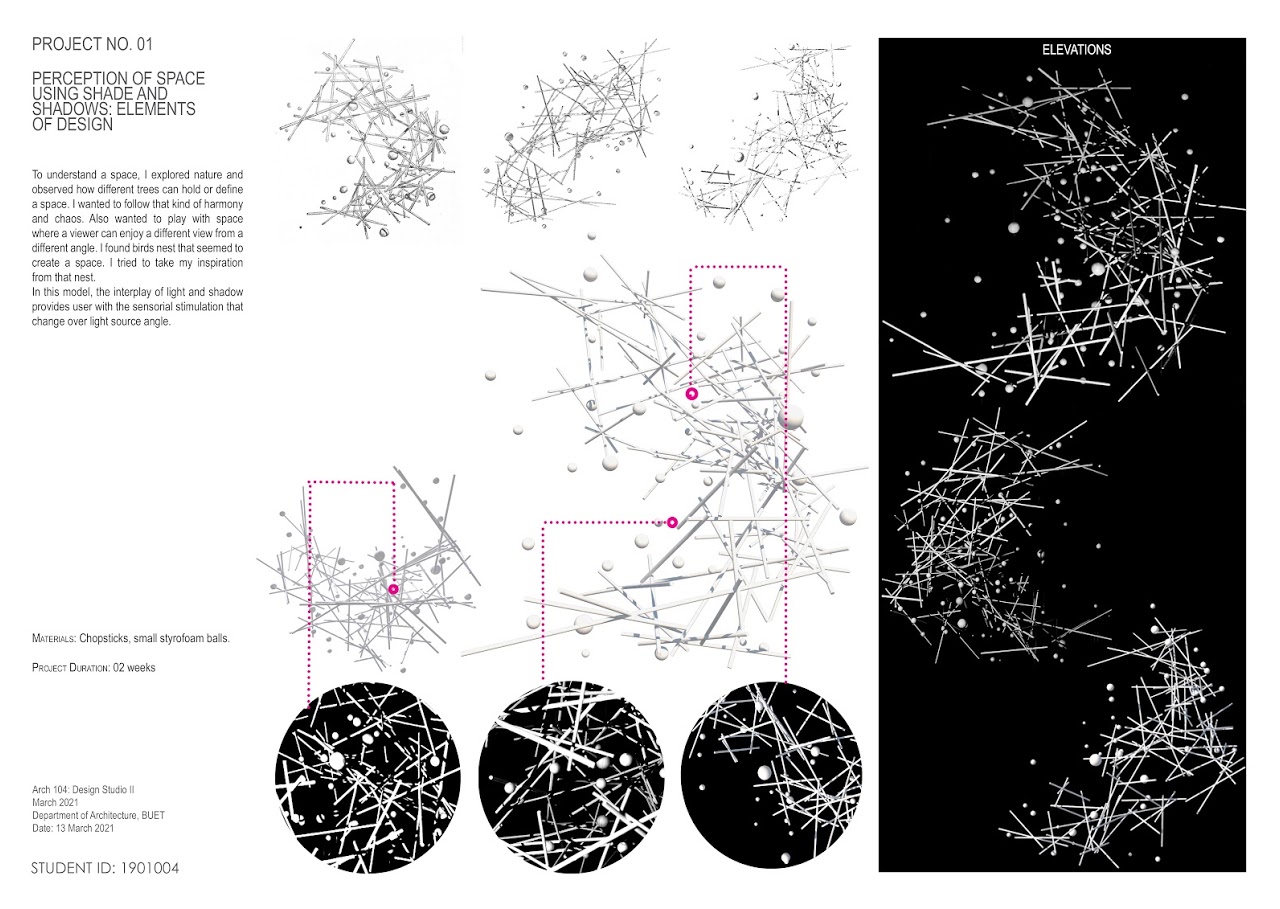 PROJECT NO. 01
PERCEPTION OF SPACE
USING SHADE AND
SHADOWS: ELEMENTS
OF DESIGN
To understand a space, I explored nature and
observed how different trees can hold or define
a space. I wanted to follow that kind of harmony
and chaos. Also wanted to play with space
where a viewer can enjoy a different view from a
different angle. I found birds nest that seemed to
create a space. I tried to take my inspiration
from that nest.
In this model, the interplay of light and shadow
provides user with the sensorial stimulation that
change over light source angle.
MATERIALS: Chopsticks, small styrofoam balls.
PROJECT DURATION: 02 weeks
Arch 104: Design Studio II
March 2021
Department of Architecture, BUET
Date: 13 March 2021
STUDENT ID: 1901004
ELEVATIONS